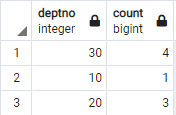 deptno count
integer bigint
1 30 4
2 10 1
3 20 3